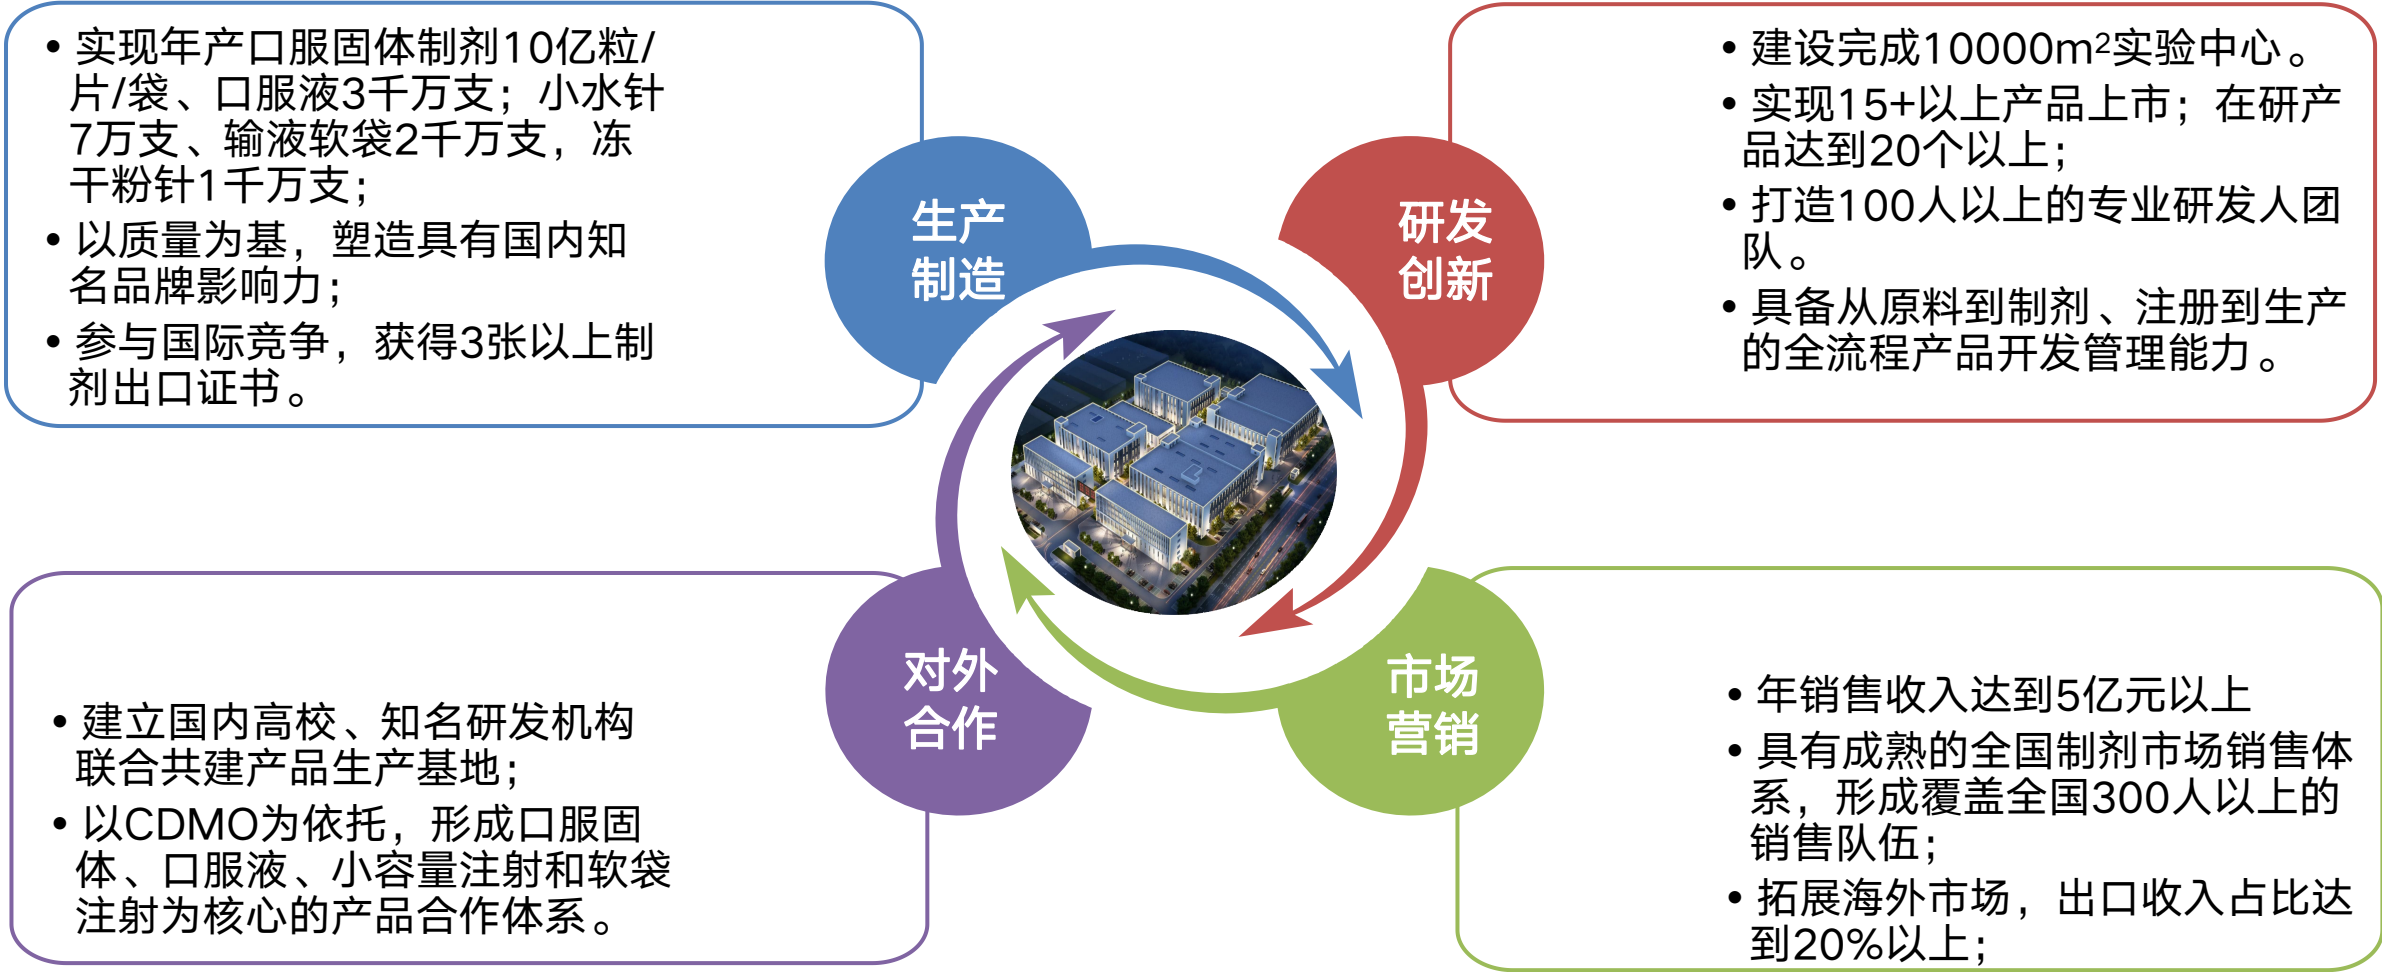 • 实现年产口服固体制剂10亿粒/
片/袋、口服液3千万支；小水针
7万支、输液软袋2千万支，冻
干粉针1千万支；
• 以质量为基，塑造具有国内知
名品牌影响力；
• 参与国际竞争，获得3张以上制
剂出口证书。
生产
制造
• 建设完成10000m²实验中心。
• 实现15+以上产品上市；在研产
品达到20个以上；
• 打造100人以上的专业研发人团
队。
• 具备从原料到制剂、注册到生产
的全流程产品开发管理能力。
研发
创新
• 建立国内高校、知名研发机构
联合共建产品生产基地；
• 以CDMO为依托，形成口服固
体、口服液、小容量注射和软袋
注射为核心的产品合作体系。
对外
合作
• 年销售收入达到5亿元以上
• 具有成熟的全国制剂市场销售体
系，形成覆盖全国300人以上的
销售队伍；
• 拓展海外市场，出口收入占比达
到20%以上；
市场
营销